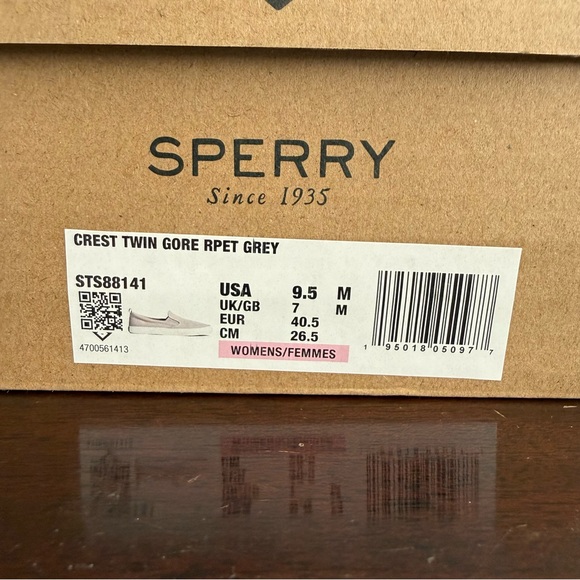 SPERRY
Since 1935
CREST TWIN GORE RPET GREY
STS88141
USA 9.5 M
UK/GB 7 M
EUR 40.5
CM 26.5
WOMENS/FEMMES
4700561413
1 95018 05097 7